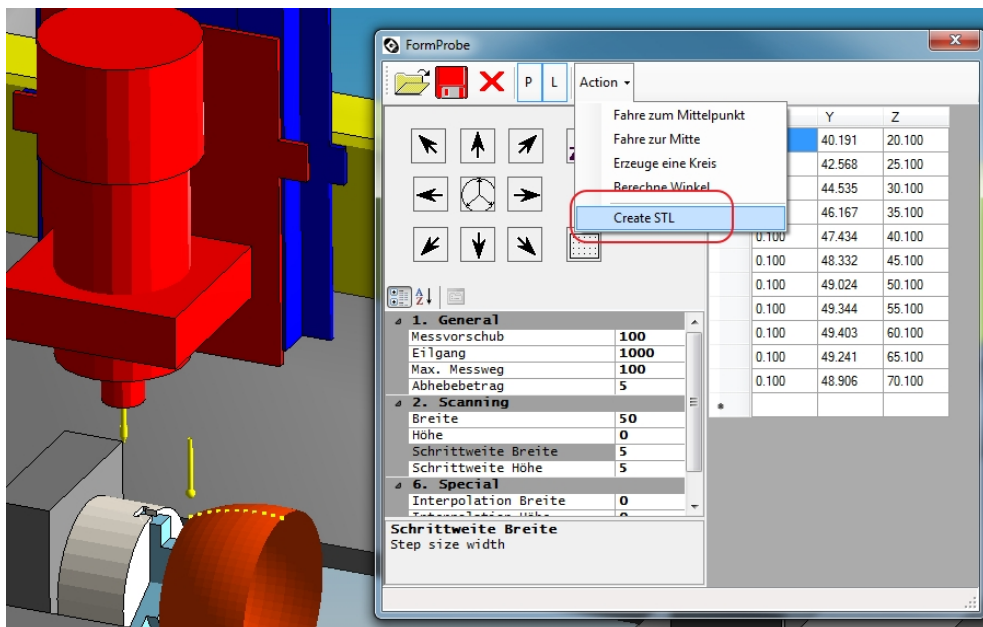 FormProbe
P L Action
Fahre zum Mittelpunkt
Fahre zur Mitte
Erzeuge eine Kreis
Berechne Winkel
Create STL
Y Z
40.191 20.100
42.568 25.100
44.535 30.100
46.167 35.100
0.100 47.434 40.100
0.100 48.332 45.100
0.100 49.024 50.100
0.100 49.344 55.100
0.100 49.403 60.100
0.100 49.241 65.100
0.100 48.906 70.100
1. General
Messvorschub 100
Eilgang 1000
Max. Messweg 100
Abhebebetrag 5
2. Scanning
Breite 50
Höhe 0
Schrittweite Breite 5
Schrittweite Höhe 5
6. Special
Interpolation Breite 0
Interpolation Höhe 0
Schrittweite Breite
Step size width